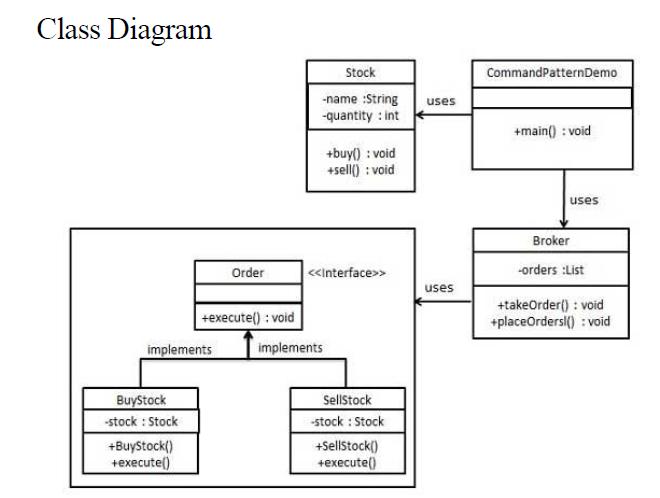 Class Diagram
Stock
-name :String
-quantity : int
+buy() : void
+sell() : void
uses
CommandPatternDemo
+main() : void
uses
Broker
-orders :List
+takeOrder() : void
+placeOrdersl() : void
uses
Order
<<Interface>>
+execute() : void
implements
implements
BuyStock
-stock : Stock
+BuyStock()
+execute()
SellStock
-stock : Stock
+SellStock()
+execute()